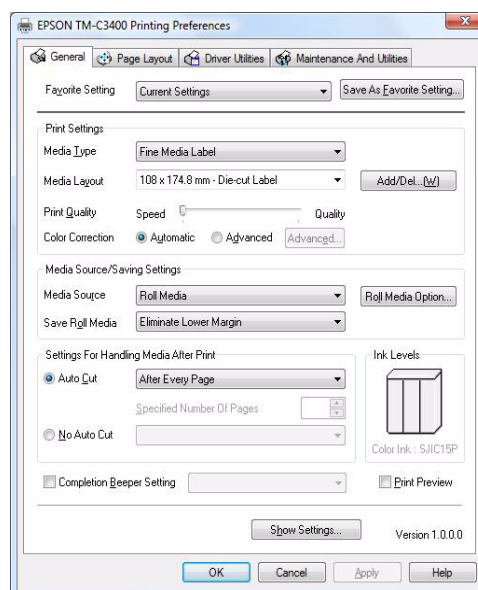 EPSON TM-C3400 Printing Preferences
General Page Layout Driver Utilities Maintenance And Utilities
Favorite Setting Current Settings Save As Favorite Setting...
Print Settings
Media Type Fine Media Label
Media Layout 108 x 174.8 mm - Die-cut Label Add/Del...(W)
Print Quality Speed Quality
Color Correction Automatic Advanced Advanced...
Media Source/Saving Settings
Media Source Roll Media Roll Media Option...
Save Roll Media Eliminate Lower Margin
Settings For Handling Media After Print Ink Levels
Auto Cut After Every Page
Specified Number Of Pages
No Auto Cut
Color Ink : SJIC15P
Completion Beeper Setting Print Preview
Show Settings... Version 1.0.0.0
OK Cancel Apply Help